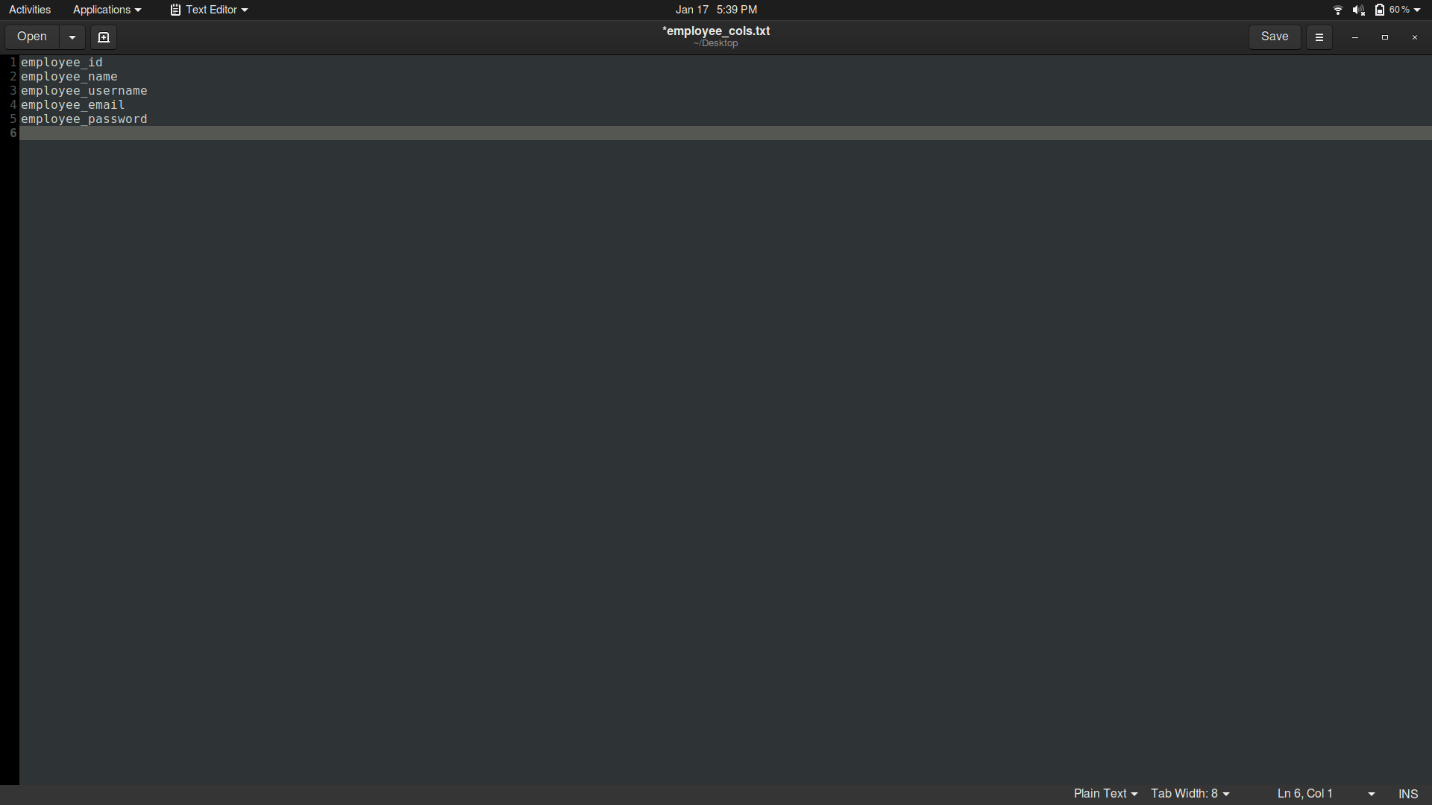 Activities Applications Text Editor Jan 17 5:39 PM 60 %
Open *employee_cols.txt Save
~/Desktop
1 employee_id
2 employee_name
3 employee_username
4 employee_email
5 employee_password
6
Plain Text Tab Width: 8 Ln 6, Col 1 INS